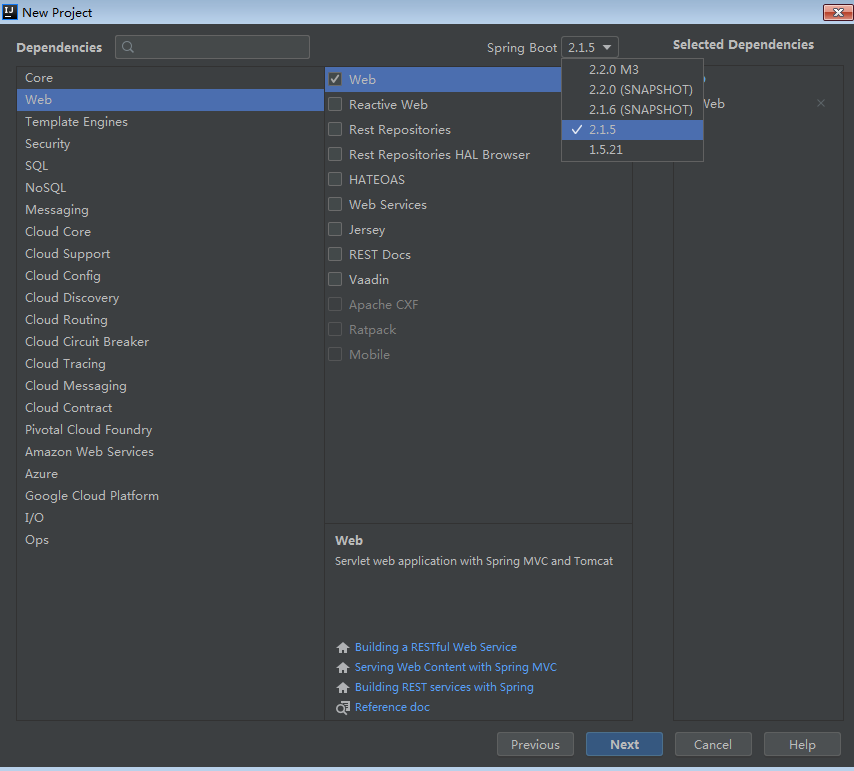 New Project
Dependencies
Spring Boot 2.1.5
Selected Dependencies
2.2.0 M3
2.2.0 (SNAPSHOT)
2.1.6 (SNAPSHOT)
2.1.5
1.5.21
Core
Web
Template Engines
Security
SQL
NoSQL
Messaging
Cloud Core
Cloud Support
Cloud Config
Cloud Discovery
Cloud Routing
Cloud Circuit Breaker
Cloud Tracing
Cloud Messaging
Cloud Contract
Pivotal Cloud Foundry
Amazon Web Services
Azure
Google Cloud Platform
I/O
Ops
Web
Reactive Web
Rest Repositories
Rest Repositories HAL Browser
HATEOAS
Web Services
Jersey
REST Docs
Vaadin
Apache CXF
Ratpack
Mobile
Web
Web
Servlet web application with Spring MVC and Tomcat
Building a RESTful Web Service
Serving Web Content with Spring MVC
Building REST services with Spring
Reference doc
Previous
Next
Cancel
Help